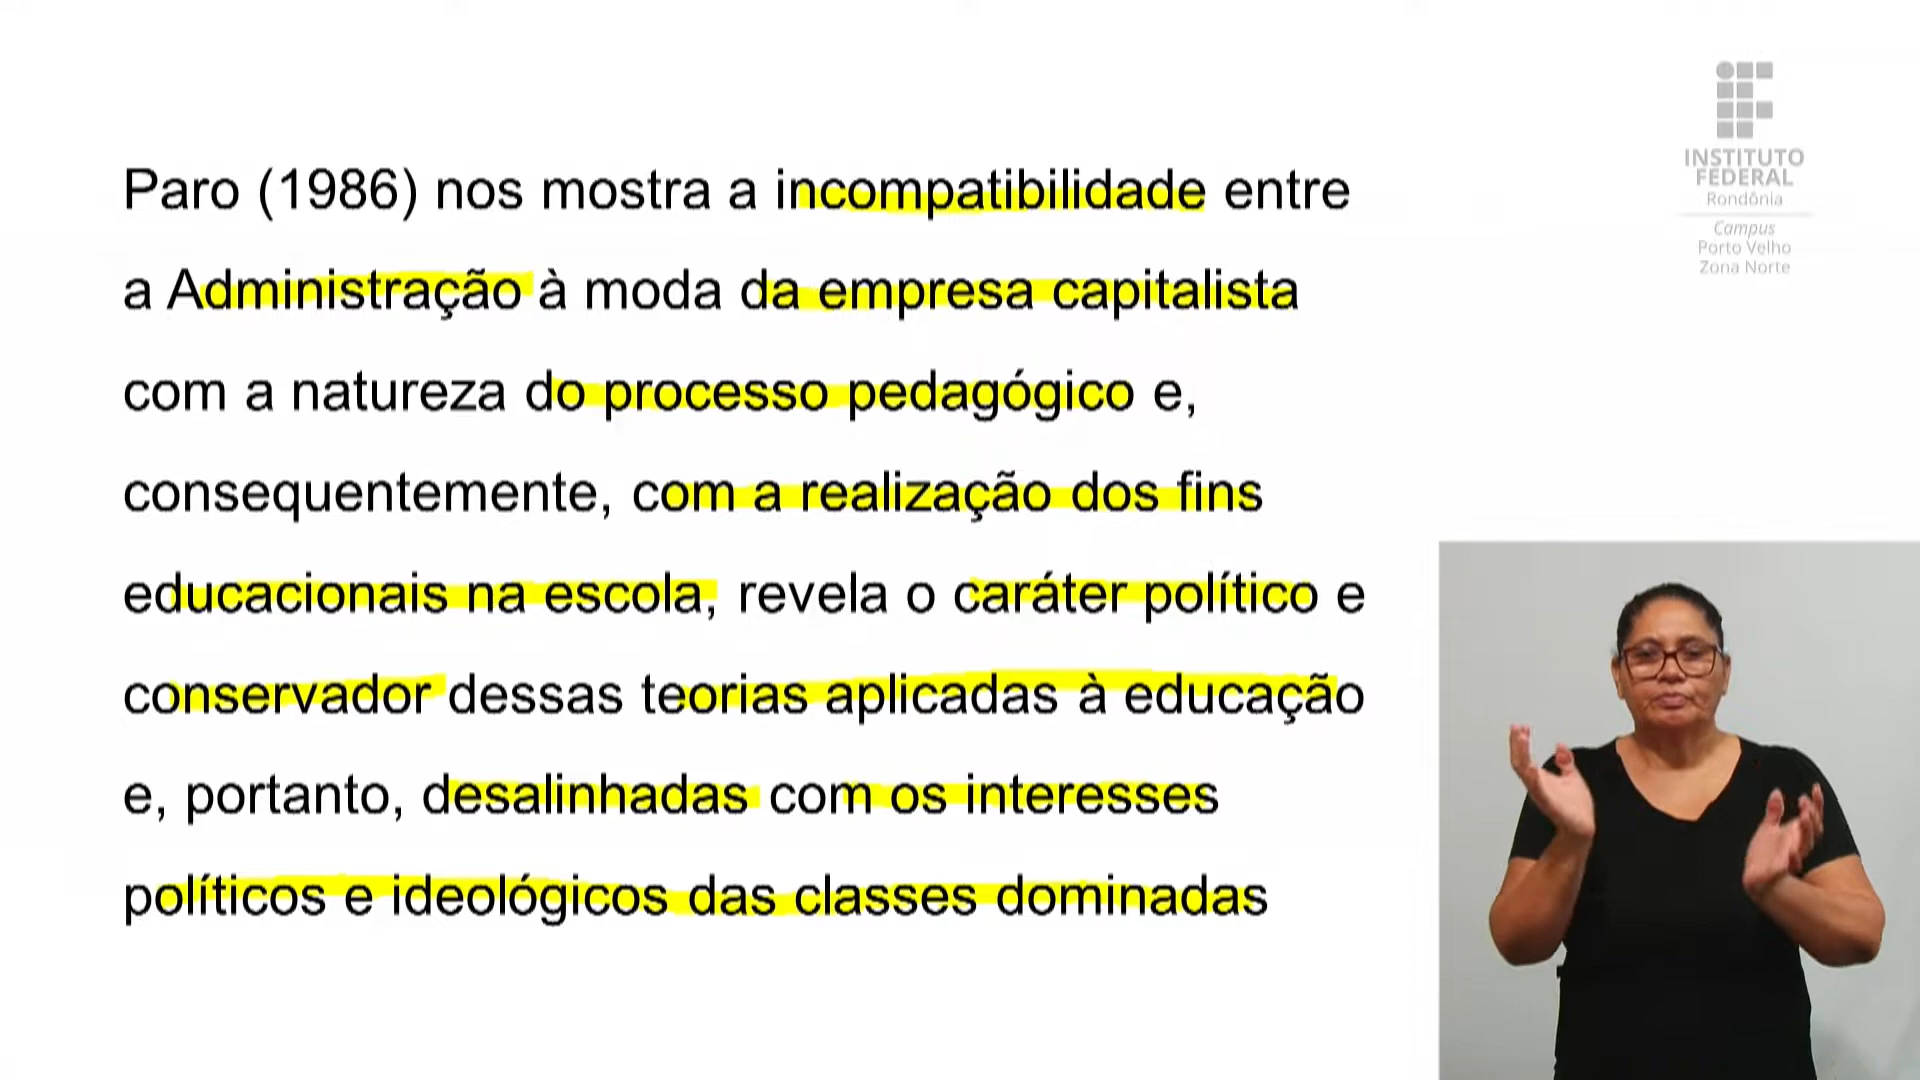 Paro (1986) nos mostra a incompatibilidade entre
a Administração à moda da empresa capitalista
com a natureza do processo pedagógico e,
consequentemente, com a realização dos fins
educacionais na escola, revela o caráter político e
conservador dessas teorias aplicadas à educação
e, portanto, desalinhadas com os interesses
políticos e ideológicos das classes dominadas
INSTITUTO
FEDERAL
Rondônia
Campus
Porto Velho
Zona Norte